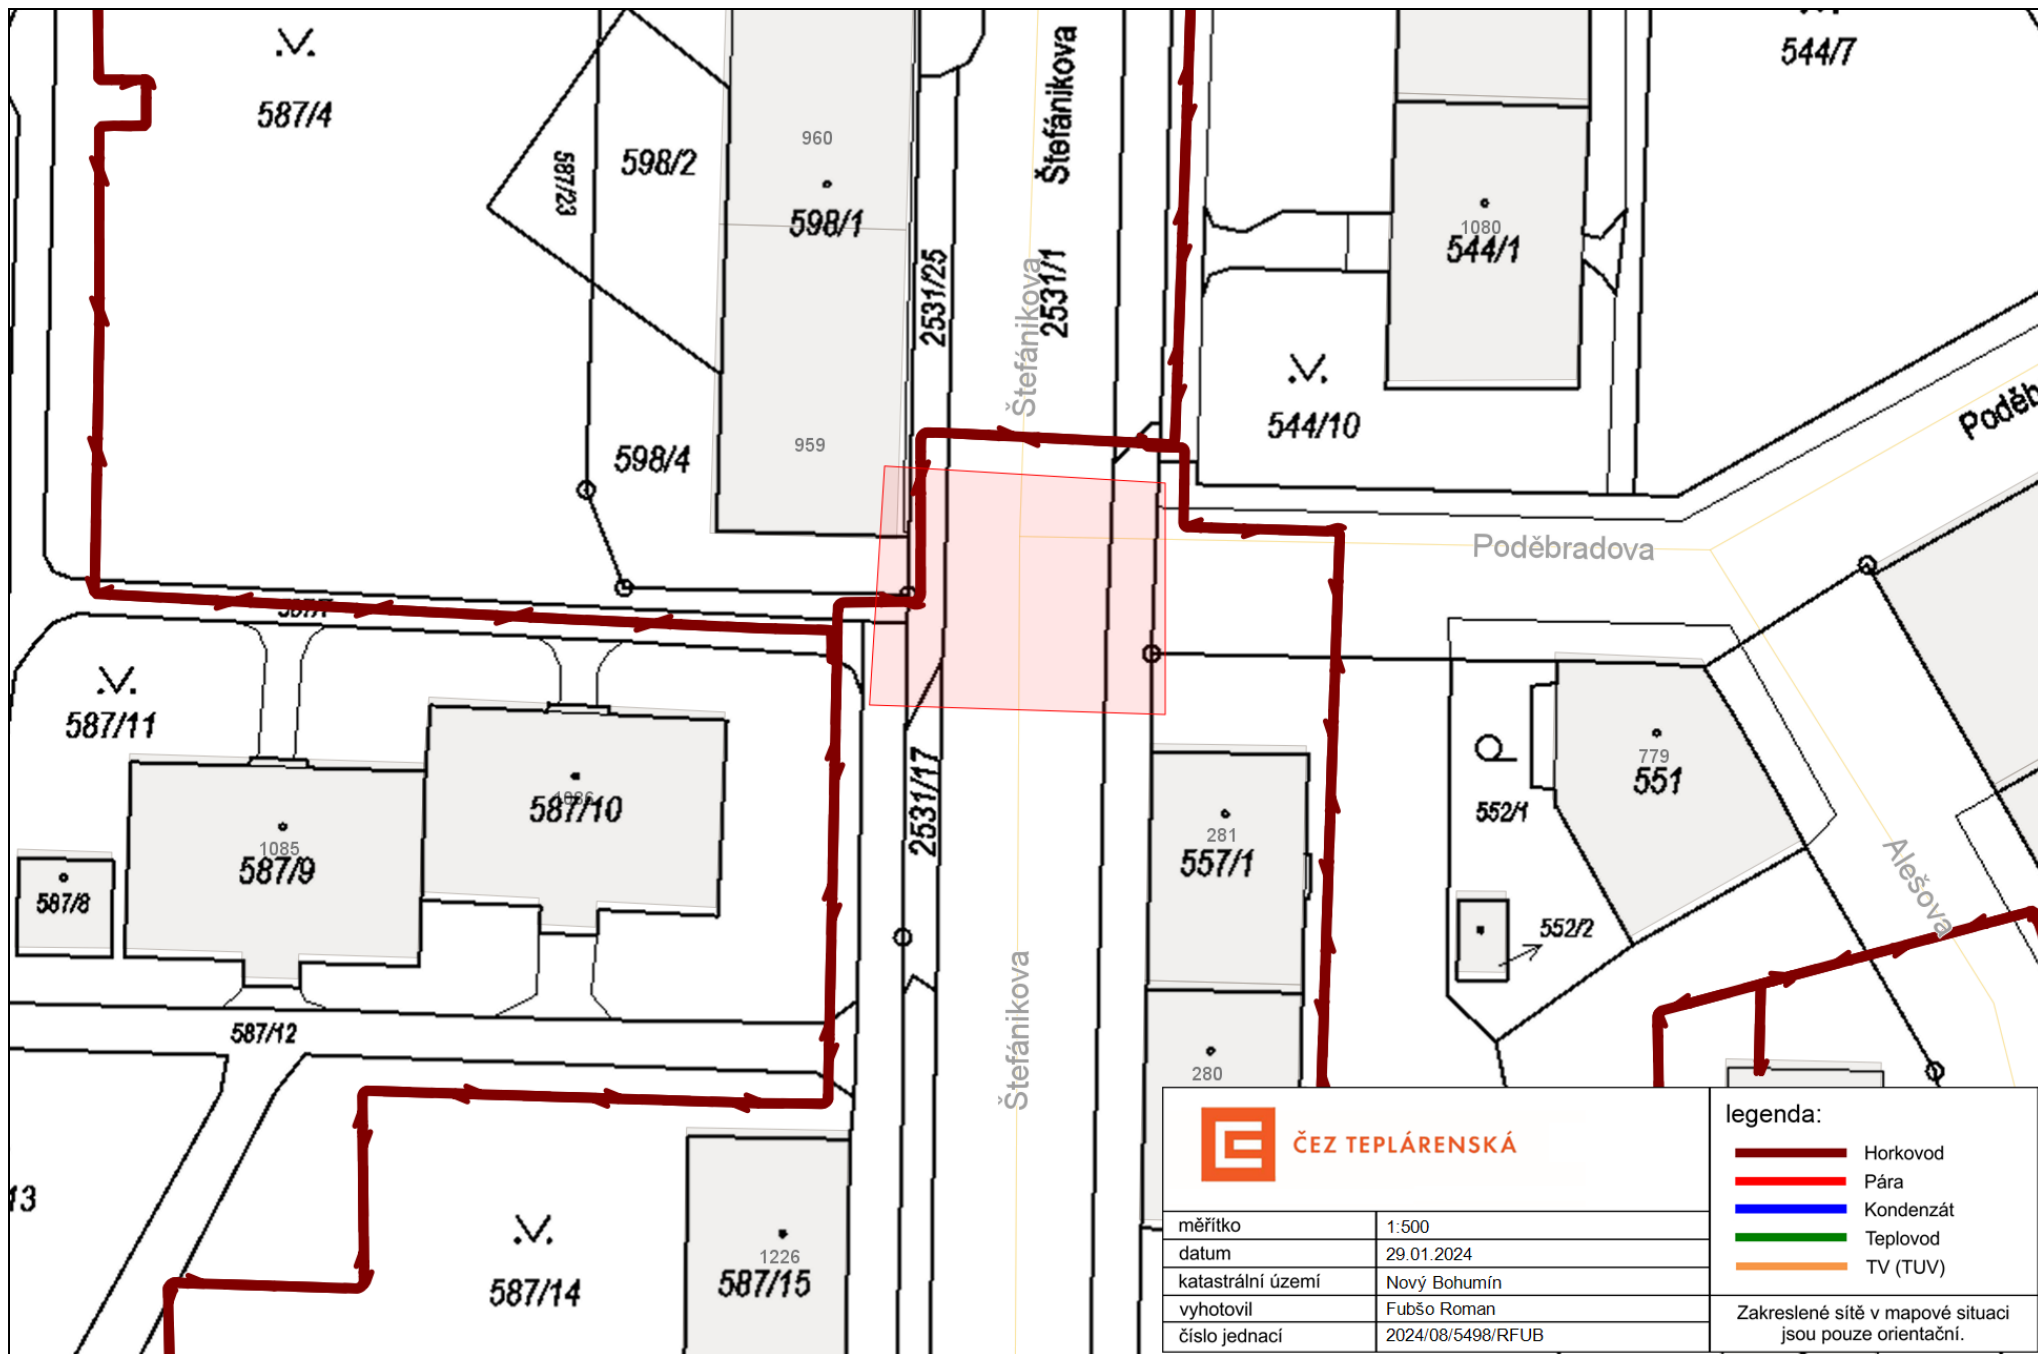 587/4
587/23
598/2
960
598/1
2531/25
Štefánikova
2531/1
Štefánikova
1080
544/1
544/7
544/10
598/4
959
Poděb
Poděbradova
587/11
587/10
1085
587/9
587/8
2531/17
281
557/1
552/1
779
551
552/2
Alešova
587/12
Štefánikova
280
13
587/14
1226
587/15
ČEZ TEPLÁRENSKÁ
měřítko 1:500
datum 29.01.2024
katastrální území Nový Bohumín
vyhotovil Fubšo Roman
číslo jednací 2024/08/5498/RFUB
legenda:
Horkovod
Pára
Kondenzát
Teplovod
TV (TUV)
Zakreslené sítě v mapové situaci
jsou pouze orientační.